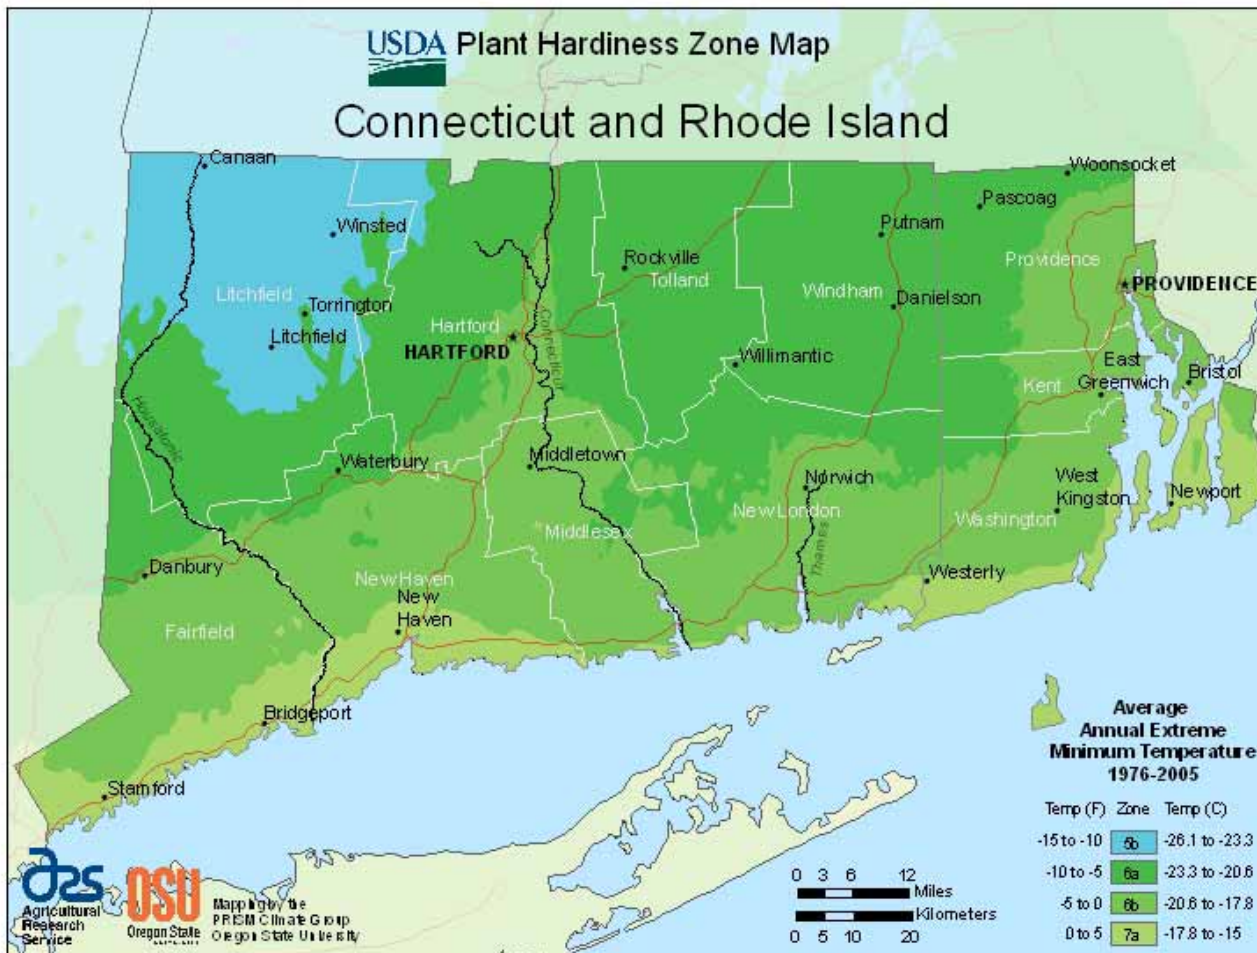 USDA Plant Hardiness Zone Map
Connecticut and Rhode Island
Canaan
Woonsocket
Pascoag
Winsted
Putnam
Rockville
Tolland
Providence
Litchfield
Torrington
Windham
Danielson
PROVIDENCE
Hartford
HARTFORD
Connecticut
Litchfield
Willimantic
East
Greenwich
Kent
Bristol
Housatonic
Waterbury
Middletown
Norwich
West
Kingston
Newport
New London
Washington
Middlesex
Thames
Danbury
New Haven
New
Haven
Westerly
Fairfield
Bridgeport
Stamford
Average
Annual Extreme
Minimum Temperature
1976-2005
Temp (F) Zone Temp (C)
-15 to -10 5b -26.1 to -23.3
-10 to -5 6a -23.3 to -20.6
-5 to 0 6b -20.6 to -17.8
0 to 5 7a -17.8 to -15
0 3 6 12
Miles
Kilometers
0 5 10 20
ars
Agricultural
Research
Service
OSU
Oregon State
Mapping by the
PRISM Climate Group
Oregon State University